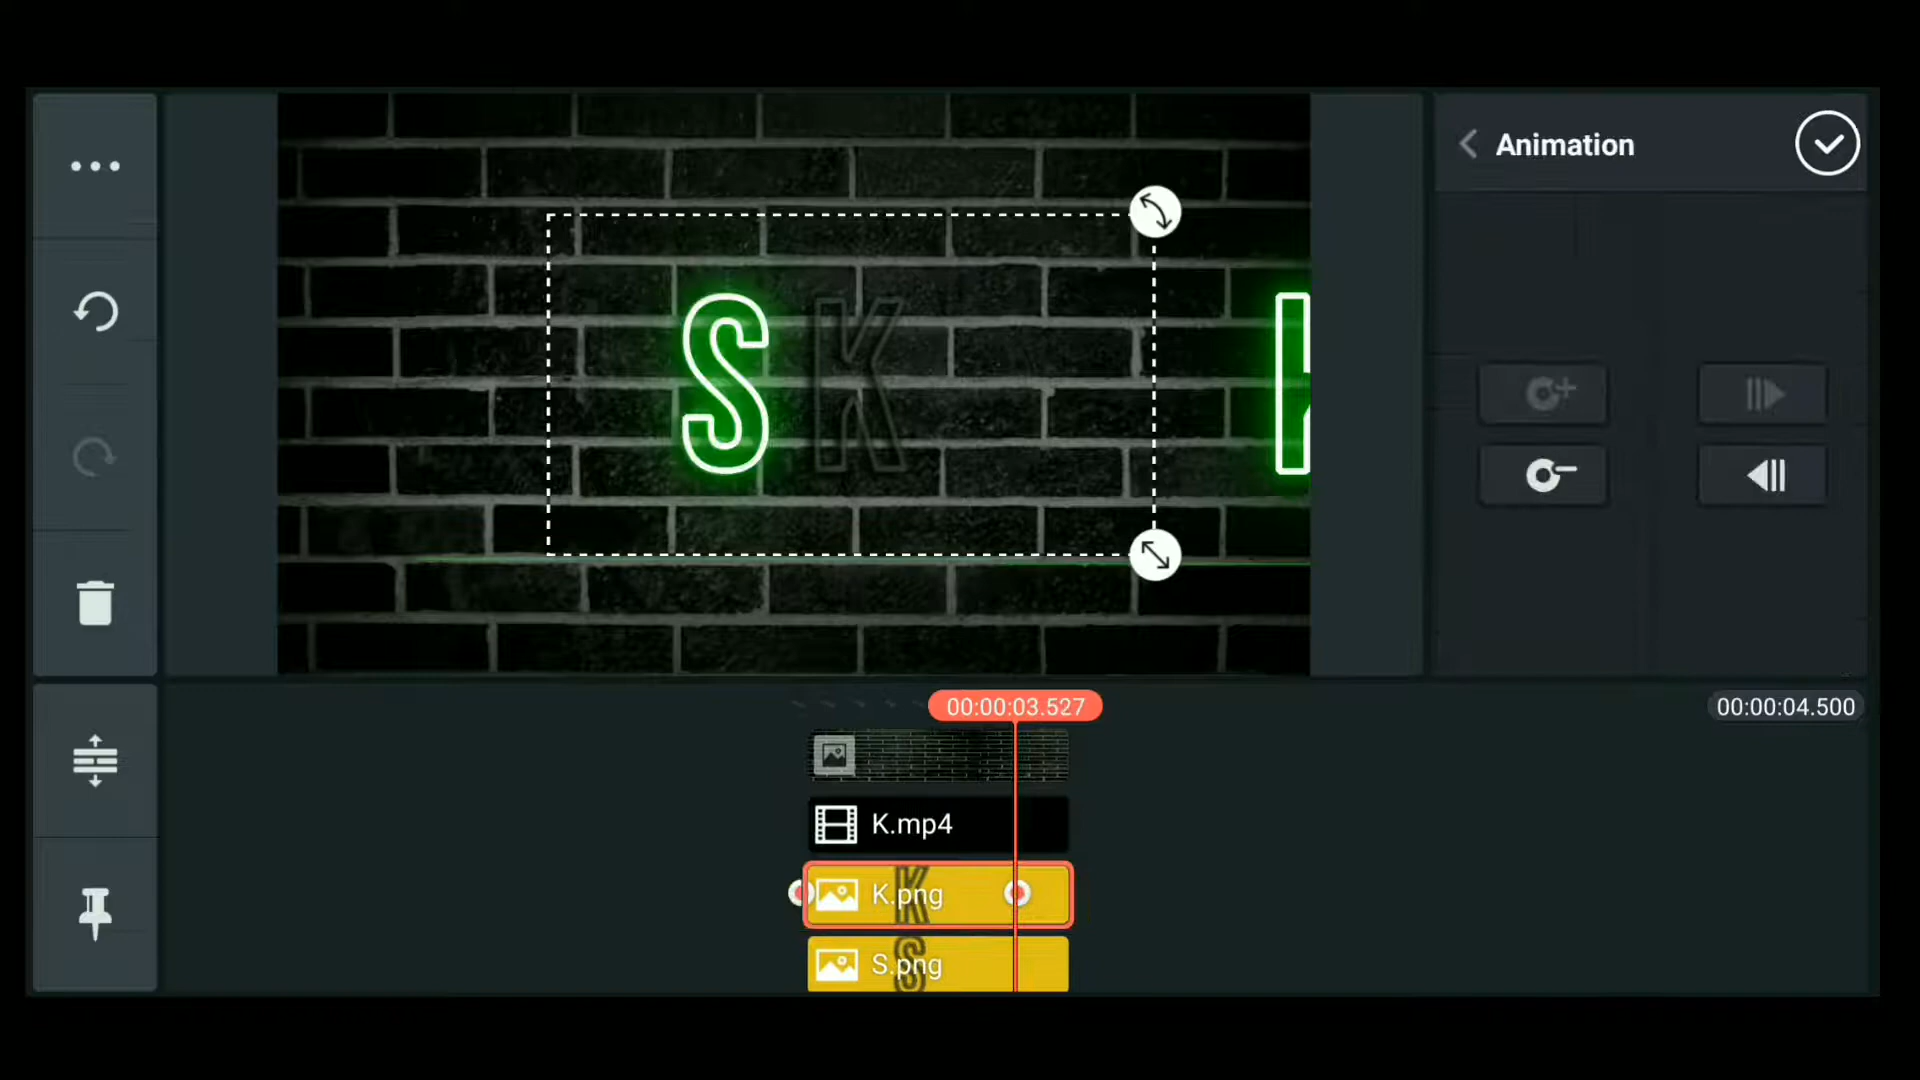 Animation
S K
00:00:03.527
00:00:04.500
K.mp4
K.png
K
S.png
S